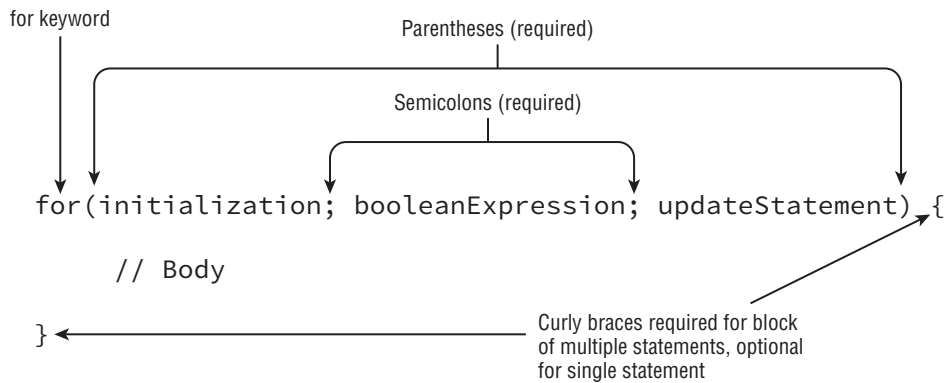 for keyword
Parentheses (required)
Semicolons (required)
for(initialization; booleanExpression; updateStatement) {
// Body
}
Curly braces required for block
of multiple statements, optional
for single statement